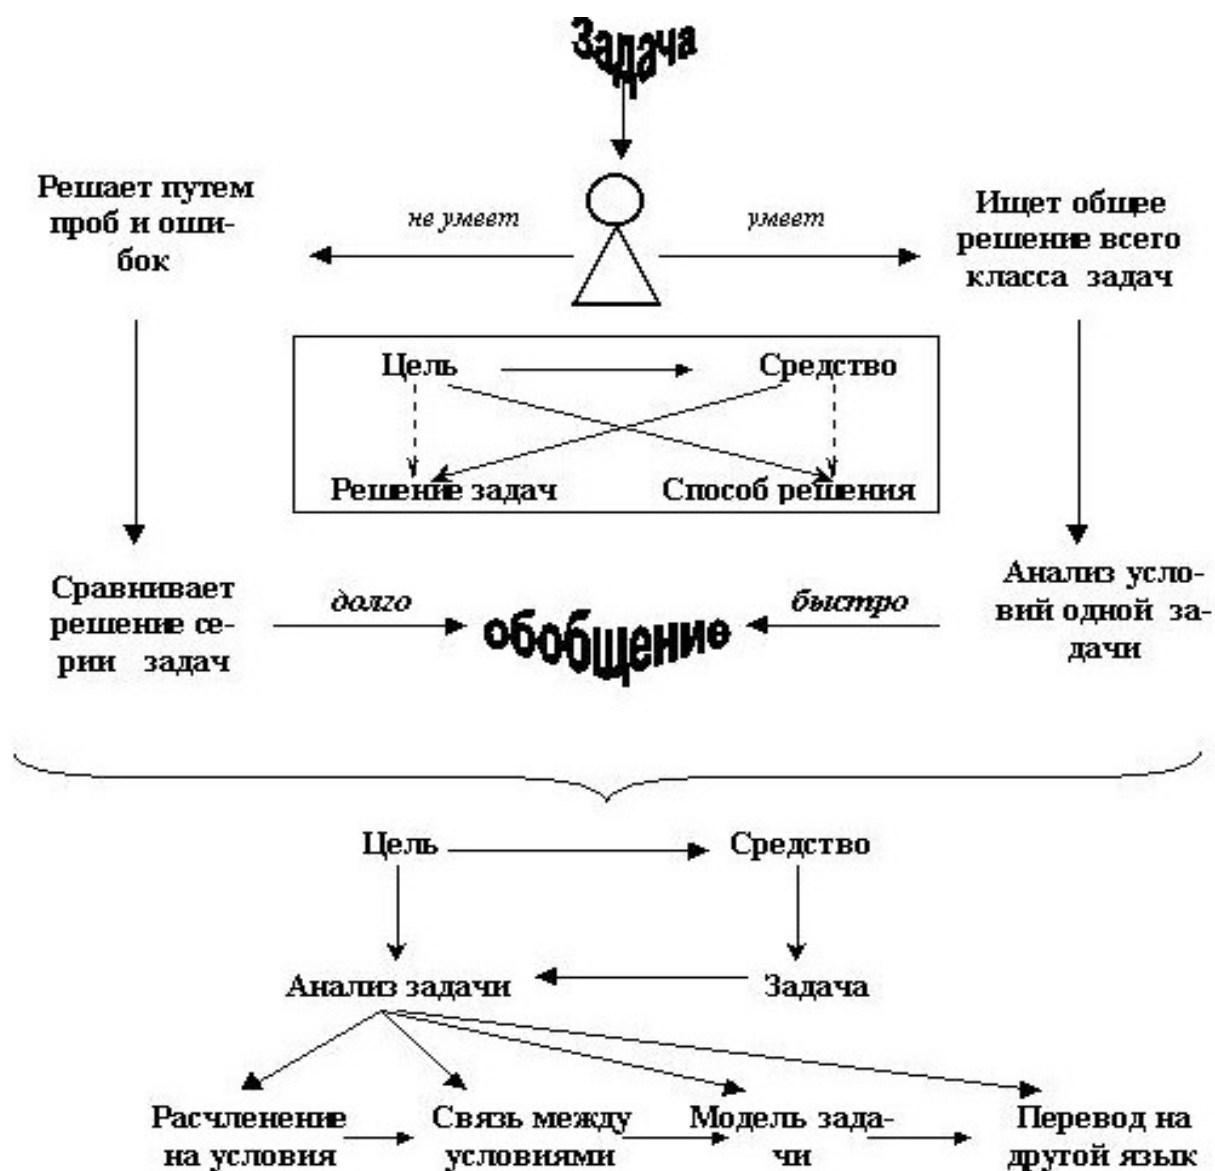 Задача
Решает путем
проб и оши-
бок
не умеет
умеет
Ищет общее
решение всего
класса задач
Цель
Средство
Решение задач
Способ решения
Сравнивает
решение се-
рии задач
долго
обобщение
быстро
Анализ усло-
вий одной за-
дачи
Цель
Средство
Анализ задачи
Задача
Расчленение
на условия
Связь между
условиями
Модель зада-
чи
Перевод на
другой язык